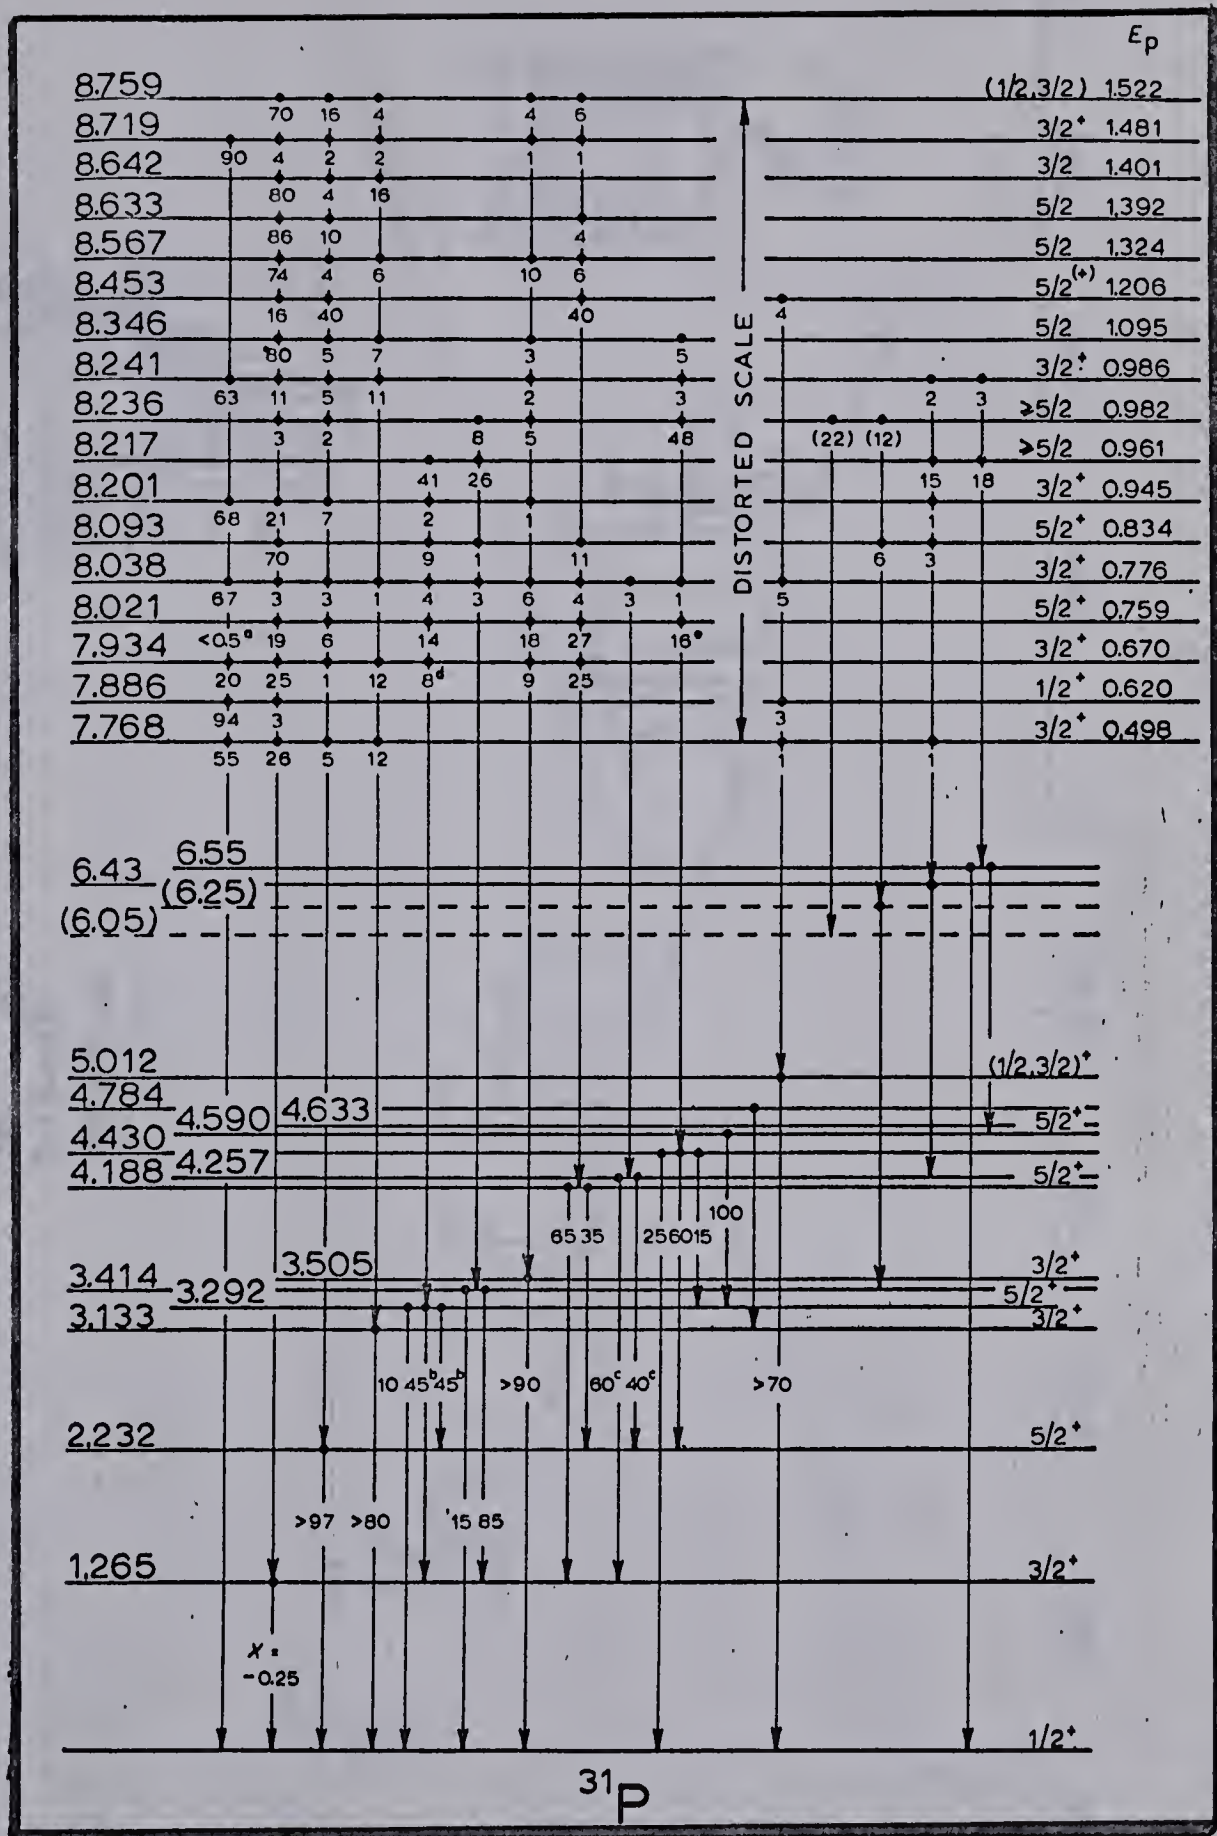 Ep
8.759 (1/2,3/2) 1.522
70 16 4 4 6
8.719 3/2+ 1.481
90 4 2 2 1 1
8.642 3/2 1.401
80 4 16
8.633 5/2 1,392
86 10 4
8.567 5/2 1,324
74 4 6 10 6
8.453 5/2(+) 1.206
16 40 40 4
8.346 5/2 1.095
80 5 7 3 5
8.241 3/2+ 0.986
63 11 5 11 2 3 2 3
8.236 ⩾5/2 0.982
3 2 8 5 48 (22) (12)
8.217 ⩾5/2 0.961
41 26 15 18
8.201 3/2+ 0.945
68 21 7 2 1 1
8.093 5/2+ 0.834
70 9 1 11 6 3
8.038 3/2+ 0.776
67 3 3 1 4 3 6 4 3 1 5
8.021 5/2+ 0.759
<0.5a 19 6 14 18 27 16e
7.934 3/2+ 0.670
20 25 1 12 8d 9 25
7.886 1/2+ 0.620
94 3 3
7.768 3/2+ 0.498
55 26 5 12 1 1
DISTORTED SCALE
6.55
6.43
(6.25)
(6.05)
5.012 (1/2,3/2)+
4.784
4.633 5/2+
4.590
4.430
4.257 5/2+
4.188
100
65 35 25 60 15
3.505 3/2+
3.414 5/2+
3.292
3,133 3/2+
10 45b 45b >90 60c 40c >70
2,232 5/2+
>97 >80 15 85
1,265 3/2+
X =
-0.25
1/2+
31P